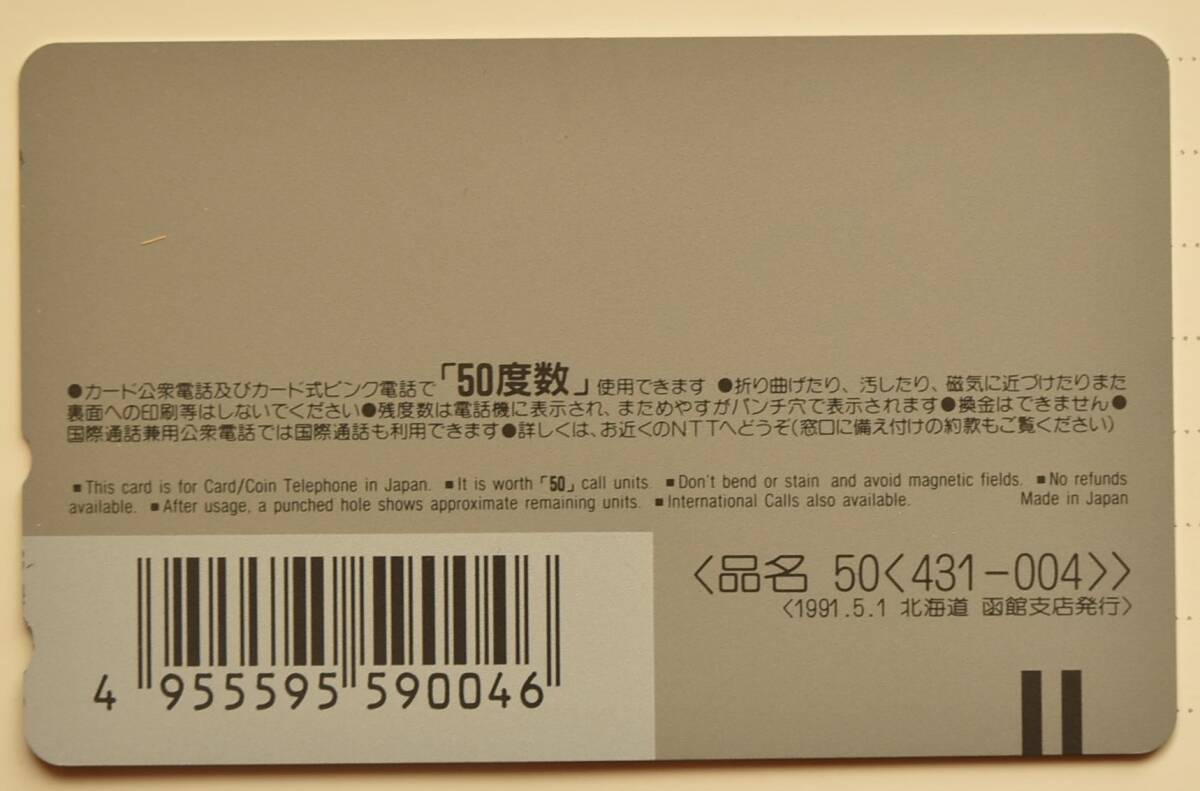 ●カード公衆電話及びカード式ピンク電話で「50度数」使用できます ●折り曲げたり、汚したり、磁気に近づけたりまた
裏面への印刷等はしないでください●残度数は電話機に表示され、まためやすがパンチ穴で表示されます●換金はできません●
国際通話兼用公衆電話では国際通話も利用できます●詳しくは、お近くのNTTへどうぞ(窓口に備え付けの約款もご覧ください)
■This card is for Card/Coin Telephone in Japan. ■It is worth「50」call units. ■Don't bend or stain and avoid magnetic fields. ■No refunds
available. ■After usage, a punched hole shows approximate remaining units. ■International Calls also available. Made in Japan
〈品名 50〈431-004〉〉
〈1991.5.1 北海道 函館支店発行〉
4 955595 590046